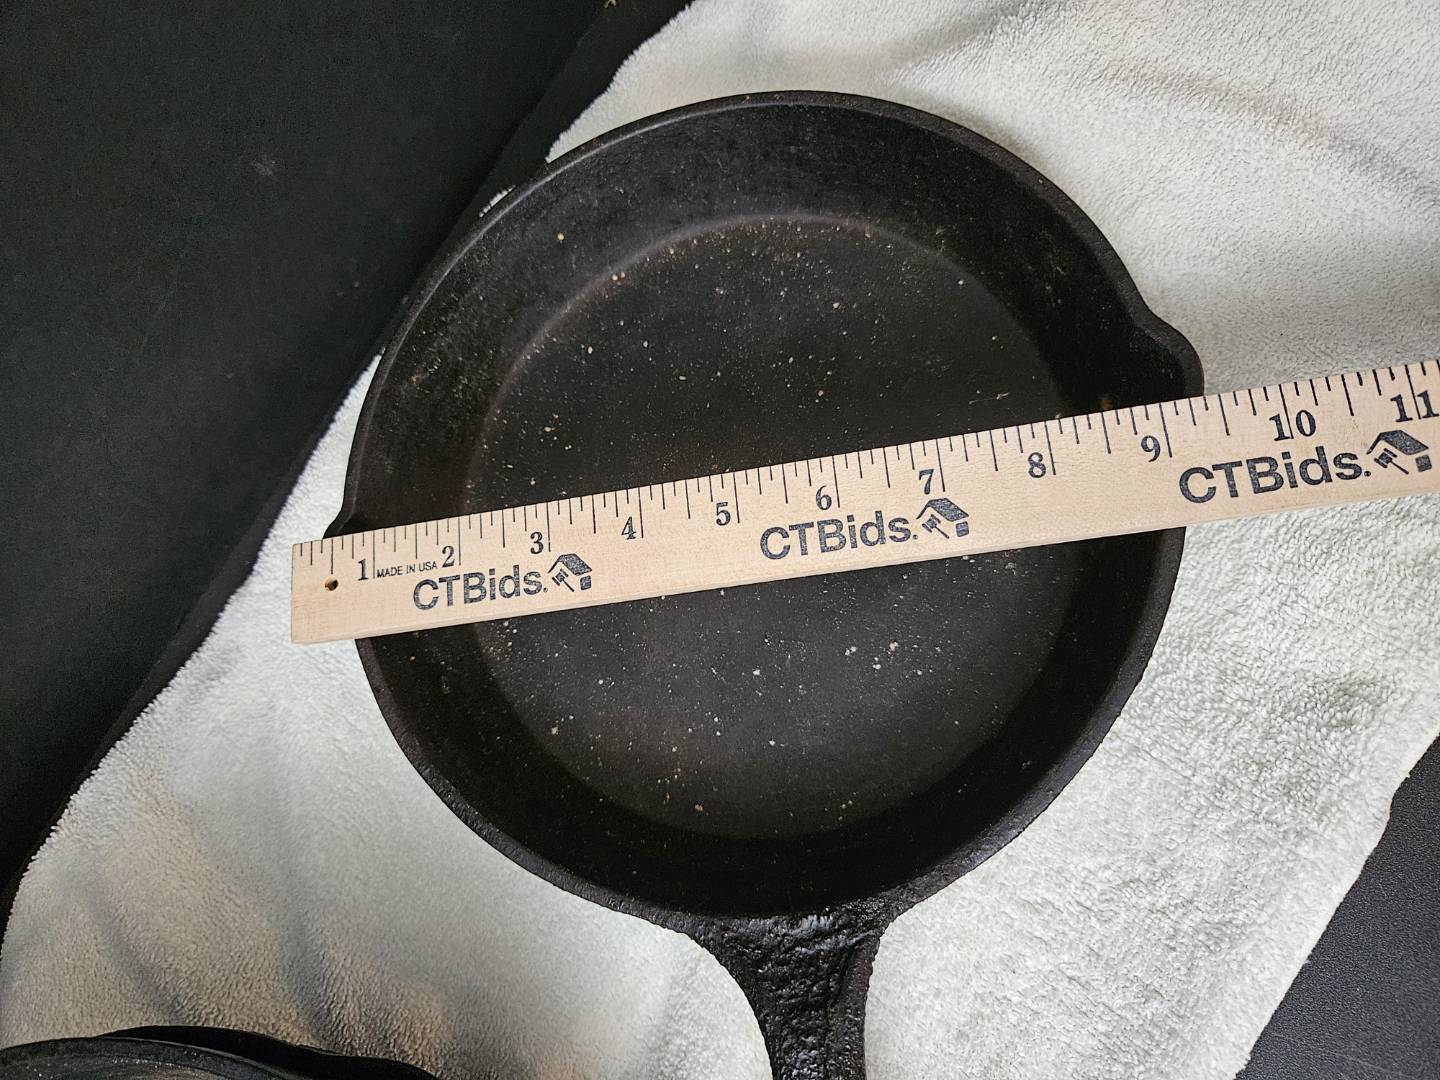 1 2 3 4 5 6 7 8 9 10 11
MADE IN USA
CTBids. CTBids. CTBids.